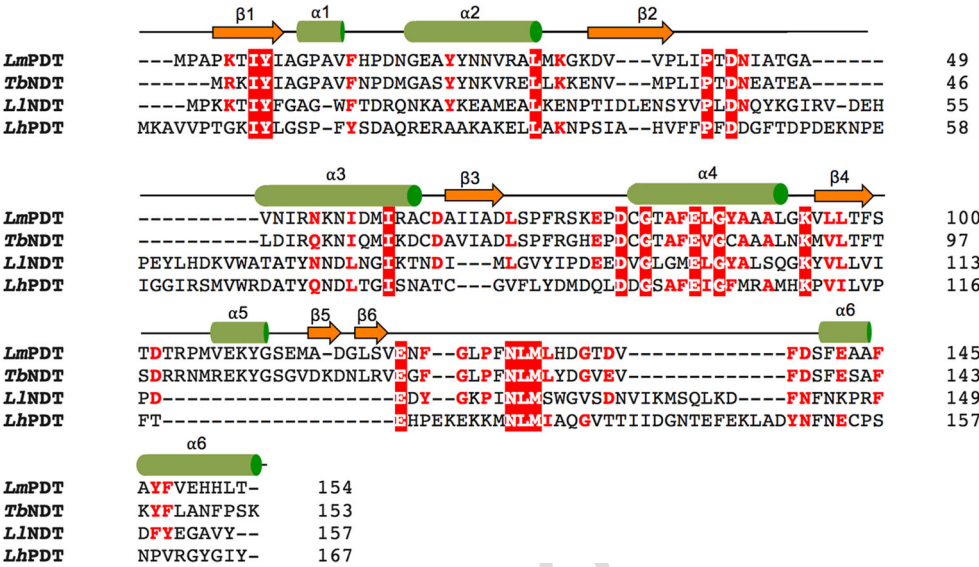 β1 α1 α2 β2
LmPDT ---MPAPKTIYIAGPAVFHPDNGEAYYNNVRALMKGKDV---VPLIPTDNIATGA------ 49
TbNDT ------MRKIYIAGPAVFNPDMGASYYNKVRELLKKENV---MPLIPTDNEATEA------ 46
LlNDT ----MPKKTIYFGAG-WFTDRQNKAYKEAMEALKENPTIDLENSYVPLDNQYKGIRV-DEH 55
LhPDT MKAVVPTGKIYLGSP-FYSDAQRERAAKAKELLAKNPSIA--HVFFPFDDGFTDPDEKNPE 58
α3 β3 α4 β4
LmPDT ----------VNIRNKNIDMIRACDAIIADLSPFRSKEPDCGTAFELGYAAALGKVLLTFS 100
TbNDT ----------LDIRQKNIQMIKDCDAVIADLSPFRGHEPDCGTAFEVGCAAALNKMVLTFT 97
LlNDT PEYLHDKVWATATYNNDLNGIKTNDI---MLGVYIPDEEDVGLGMELGYALSQGKYVLLVI 113
LhPDT IGGIRSMVWRDATYQNDLTGISNATC---GVFLYDMDQLDDGSAFEIGFMRAMHKPVILVP 116
α5 β5 β6 α6
LmPDT TDTRPMVEKYGSEMA-DGLSVENF--GLPFNLMLHDGTDV-------------FDSFEAAF 145
TbNDT SDRRNMREKYGSGVDKDNLRVEGF--GLPFNLMLYDGVEV-------------FDSFESAF 143
LlNDT PD-------------------EDY--GKPINLMSWGVSDNVIKMSQLKD----FNFNKPRF 149
LhPDT FT-------------------EHPEKEKKMNLMIAQGVTTIIDGNTEFEKLADYNFNECPS 157
α6
LmPDT AYFVEHHLT- 154
TbNDT KYFLANFPSK 153
LlNDT DFYEGAVY-- 157
LhPDT NPVRGYGIY- 167